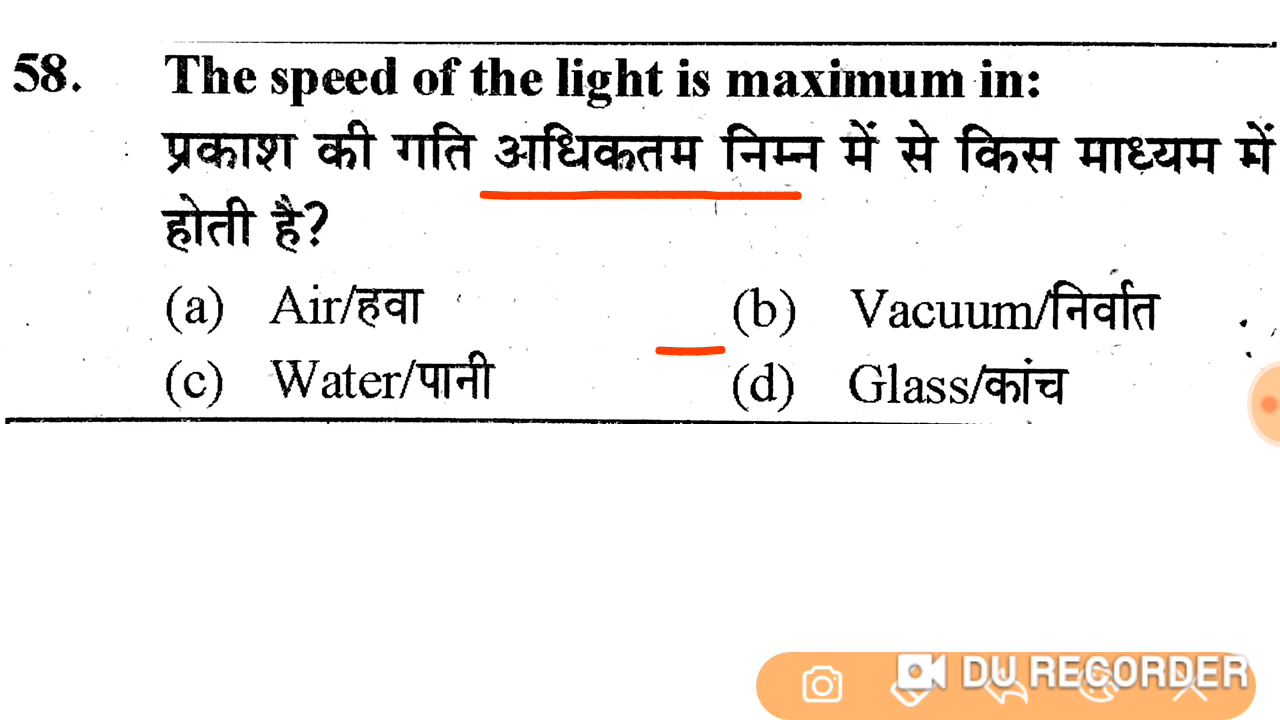 58. The speed of the light is maximum in:
प्रकाश की गति अधिकतम निम्न में से किस माध्यम में
होती है?
(a) Air/हवा (b) Vacuum/निर्वात
(c) Water/पानी (d) Glass/कांच
DU RECORDER